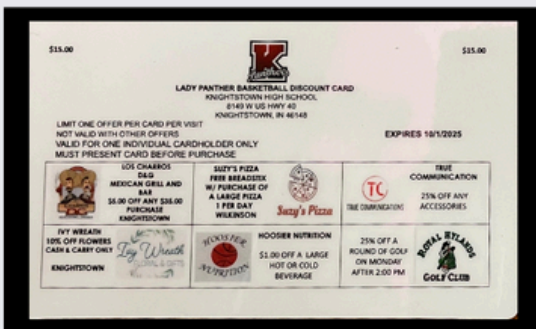 $15.00
$15.00
K
Panthers
LADY PANTHER BASKETBALL DISCOUNT CARD
KNIGHTSTOWN HIGH SCHOOL
8149 W US HWY 40
KNIGHTSTOWN, IN 46148
LIMIT ONE OFFER PER CARD PER VISIT
NOT VALID WITH OTHER OFFERS
EXPIRES 10/1/2025
VALID FOR ONE INDIVIDUAL CARDHOLDER ONLY
MUST PRESENT CARD BEFORE PURCHASE
LOS CHARROS
D&G
MEXICAN GRILL AND
BAR
$5.00 OFF ANY $35.00
PURCHASE
KNIGHTSTOWN
SUZY'S PIZZA
FREE BREADSTIX
W/ PURCHASE OF
A LARGE PIZZA
1 PER DAY
WILKINSON
Suzy's Pizza
TC
TRUE COMMUNICATIONS
TRUE
COMMUNICATION
25% OFF ANY
ACCESSORIES
IVY WREATH
10% OFF FLOWERS
CASH & CARRY ONLY
KNIGHTSTOWN
Ivy Wreath
FLORAL & GIFTS
HOOSIER
NUTRITION
HOOSIER NUTRITION
$1.00 OFF A LARGE
HOT OR COLD
BEVERAGE
25% OFF A
ROUND OF GOLF
ON MONDAY
AFTER 2:00 PM
ROYAL HYLANDS
GOLF CLUB